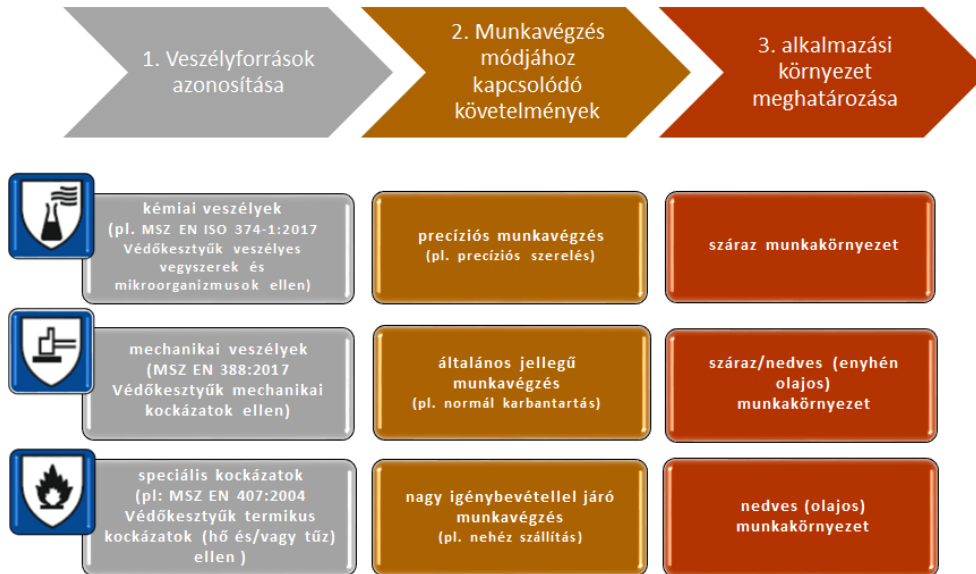 1. Veszélyforrások
azonosítása
2. Munkavégzés
módjához
kapcsolódó
követelmények
3. alkalmazási
környezet
meghatározása
kémiai veszélyek
(pl. MSZ EN ISO 374-1:2017
Védőkesztyűk veszélyes
vegyszerek és
mikroorganizmusok ellen)
precíziós munkavégzés
(pl. precíziós szerelés)
száraz munkakörnyezet
mechanikai veszélyek
(MSZ EN 388:2017
Védőkesztyűk mechanikai
kockázatok ellen)
általános jellegű
munkavégzés
(pl. normál karbantartás)
száraz/nedves (enyhén
olajos)
munkakörnyezet
speciális kockázatok
(pl: MSZ EN 407:2004
Védőkesztyűk termikus
kockázatok (hő és/vagy tűz)
ellen )
nagy igénybevétellel járó
munkavégzés
(pl. nehéz szállítás)
nedves (olajos)
munkakörnyezet